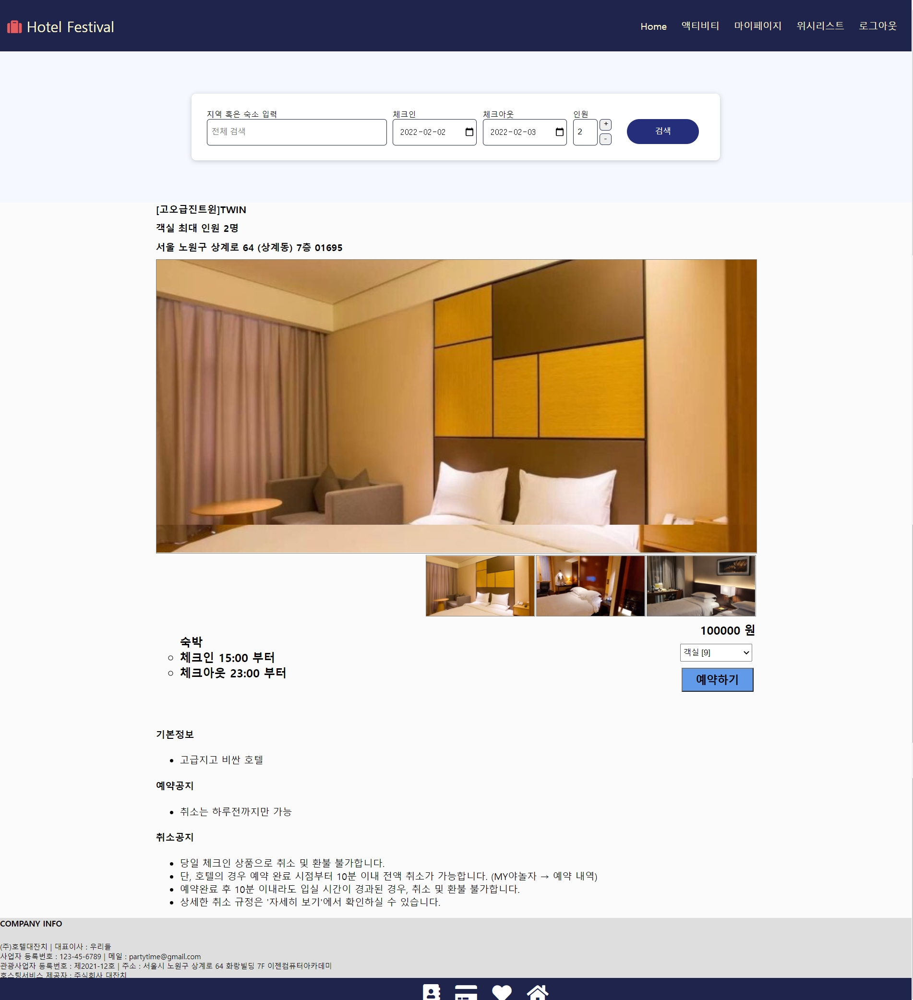 Hotel Festival
Home 액티비티 마이페이지 위시리스트 로그아웃
지역 혹은 숙소 입력 체크인 체크아웃 인원
전체 검색 2022-02-02 2022-02-03 2 + - 검색
[고오급진트윈]TWIN
객실 최대 인원 2명
서울 노원구 상계로 64 (상계동) 7층 01695
100000 원
숙박
체크인 15:00 부터
체크아웃 23:00 부터
객실 [9]
예약하기
기본정보
고급지고 비싼 호텔
예약공지
취소는 하루전까지만 가능
취소공지
당일 체크인 상품으로 취소 및 환불 불가합니다.
단, 호텔의 경우 예약 완료 시점부터 10분 이내 전액 취소가 가능합니다. (MY야놀자 → 예약 내역)
예약완료 후 10분 이내라도 입실 시간이 경과된 경우, 취소 및 환불 불가합니다.
상세한 취소 규정은 '자세히 보기'에서 확인하실 수 있습니다.
COMPANY INFO
(주)호텔대잔치 | 대표이사 : 우리들
사업자 등록번호 : 123-45-6789 | 메일 : partytime@gmail.com
관광사업자 등록번호 : 제2021-12호 | 주소 : 서울시 노원구 상계로 64 화랑빌딩 7F 이젠컴퓨터아카데미
호스팅서비스 제공자 : 주식회사 대잔치